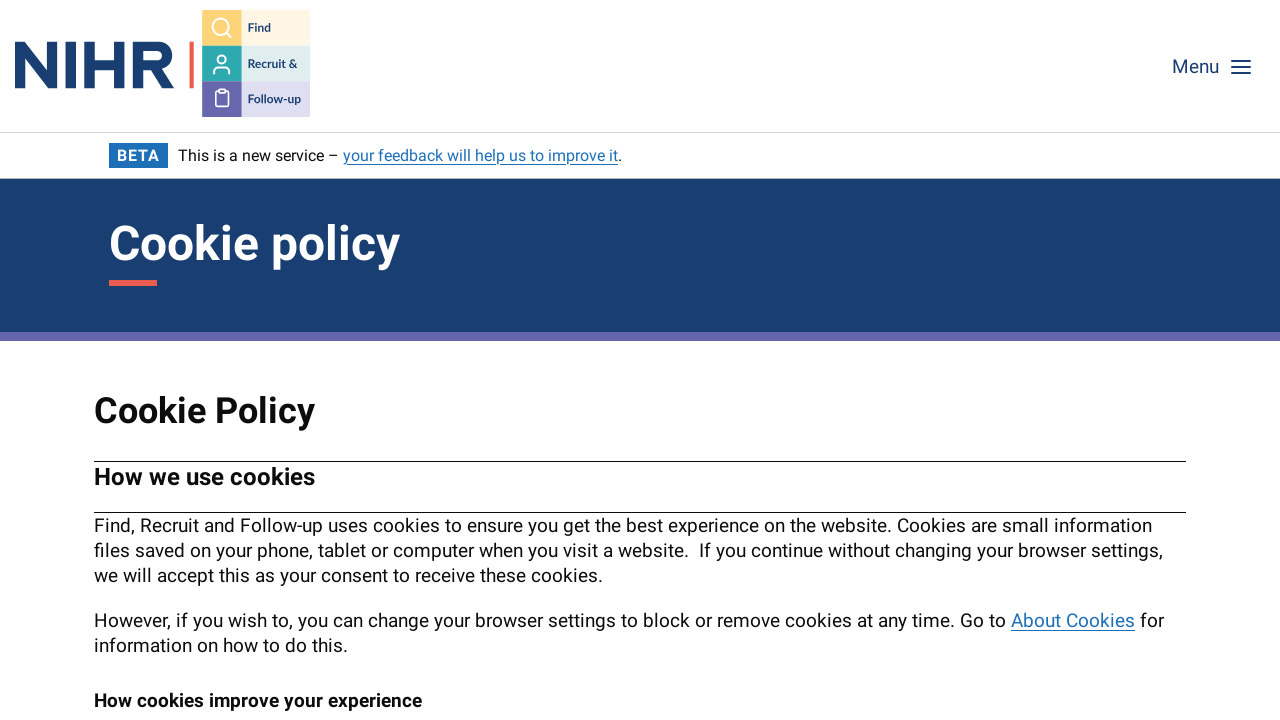 NIHR
Find
Recruit &
Follow-up
Menu
BETA This is a new service – your feedback will help us to improve it.
Cookie policy
Cookie Policy
How we use cookies
Find, Recruit and Follow-up uses cookies to ensure you get the best experience on the website. Cookies are small information
files saved on your phone, tablet or computer when you visit a website.  If you continue without changing your browser settings,
we will accept this as your consent to receive these cookies.
However, if you wish to, you can change your browser settings to block or remove cookies at any time. Go to About Cookies for
information on how to do this.
How cookies improve your experience